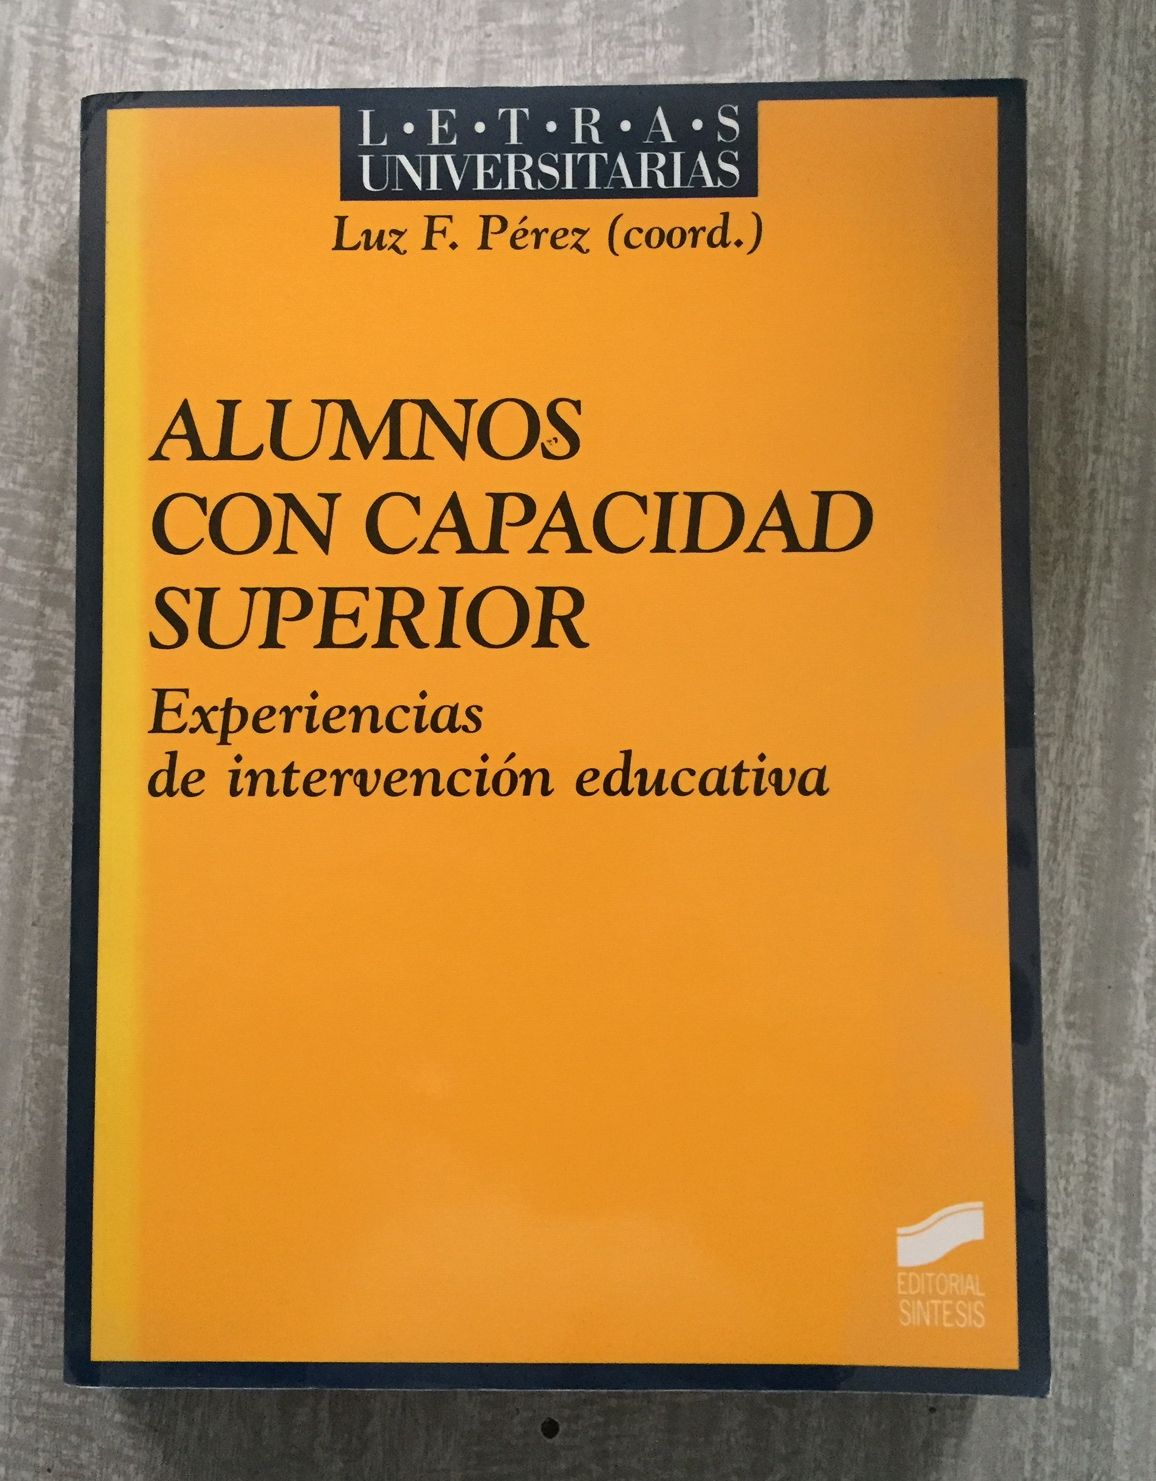 L•E•T•R•A•S
UNIVERSITARIAS
Luz F. Pérez (coord.)
ALUMNOS
CON CAPACIDAD
SUPERIOR
Experiencias
de intervención educativa
EDITORIAL
SINTESIS